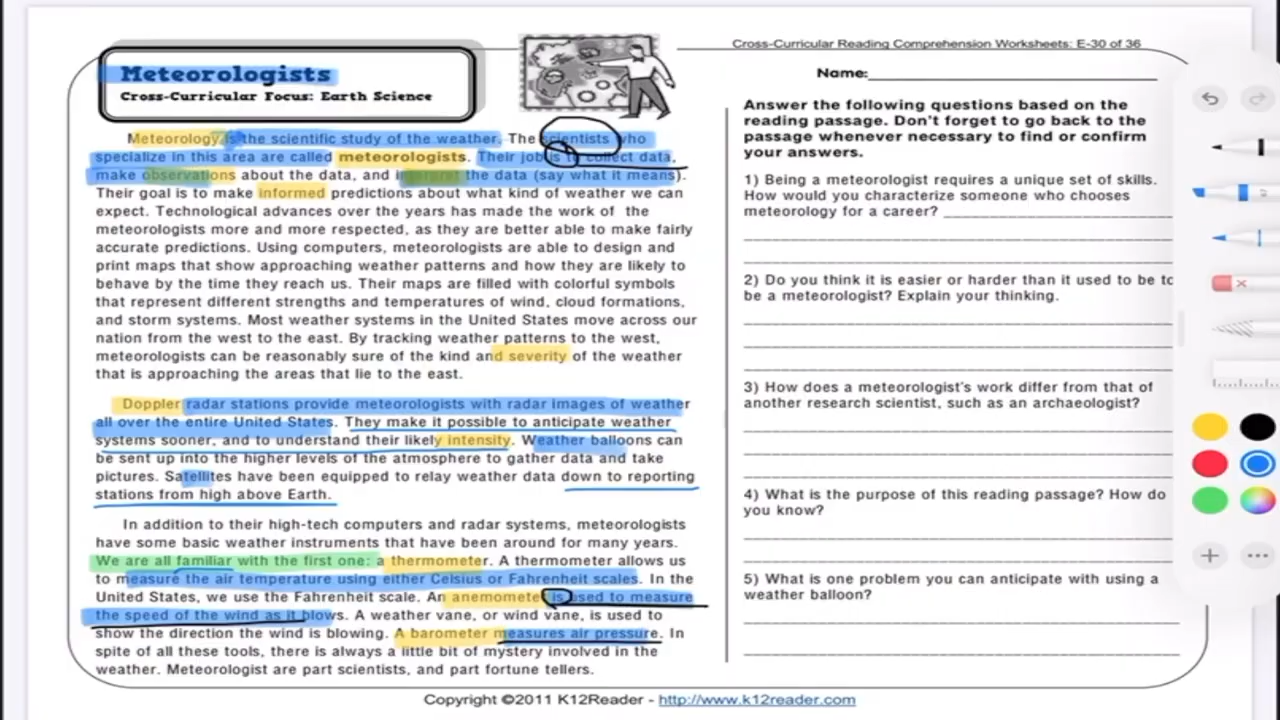 Cross-Curricular Reading Comprehension Worksheets: E-30 of 36
Meteorologists
Cross-Curricular Focus: Earth Science
Name:
Meteorology is the scientific study of the weather. The scientists who
specialize in this area are called meteorologists. Their job is to collect data,
make observations about the data, and interpret the data (say what it means).
Their goal is to make informed predictions about what kind of weather we can
expect. Technological advances over the years has made the work of the
meteorologists more and more respected, as they are better able to make fairly
accurate predictions. Using computers, meteorologists are able to design and
print maps that show approaching weather patterns and how they are likely to
behave by the time they reach us. Their maps are filled with colorful symbols
that represent different strengths and temperatures of wind, cloud formations,
and storm systems. Most weather systems in the United States move across our
nation from the west to the east. By tracking weather patterns to the west,
meteorologists can be reasonably sure of the kind and severity of the weather
that is approaching the areas that lie to the east.
Doppler radar stations provide meteorologists with radar images of weather
all over the entire United States. They make it possible to anticipate weather
systems sooner, and to understand their likely intensity. Weather balloons can
be sent up into the higher levels of the atmosphere to gather data and take
pictures. Satellites have been equipped to relay weather data down to reporting
stations from high above Earth.
In addition to their high-tech computers and radar systems, meteorologists
have some basic weather instruments that have been around for many years.
We are all familiar with the first one: a thermometer. A thermometer allows us
to measure the air temperature using either Celsius or Fahrenheit scales. In the
United States, we use the Fahrenheit scale. An anemometer is used to measure
the speed of the wind as it blows. A weather vane, or wind vane, is used to
show the direction the wind is blowing. A barometer measures air pressure. In
spite of all these tools, there is always a little bit of mystery involved in the
weather. Meteorologist are part scientists, and part fortune tellers.
Answer the following questions based on the
reading passage. Don't forget to go back to the
passage whenever necessary to find or confirm
your answers.
1) Being a meteorologist requires a unique set of skills.
How would you characterize someone who chooses
meteorology for a career?
2) Do you think it is easier or harder than it used to be to
be a meteorologist? Explain your thinking.
3) How does a meteorologist's work differ from that of
another research scientist, such as an archaeologist?
4) What is the purpose of this reading passage? How do
you know?
5) What is one problem you can anticipate with using a
weather balloon?
Copyright ©2011 K12Reader - http://www.k12reader.com